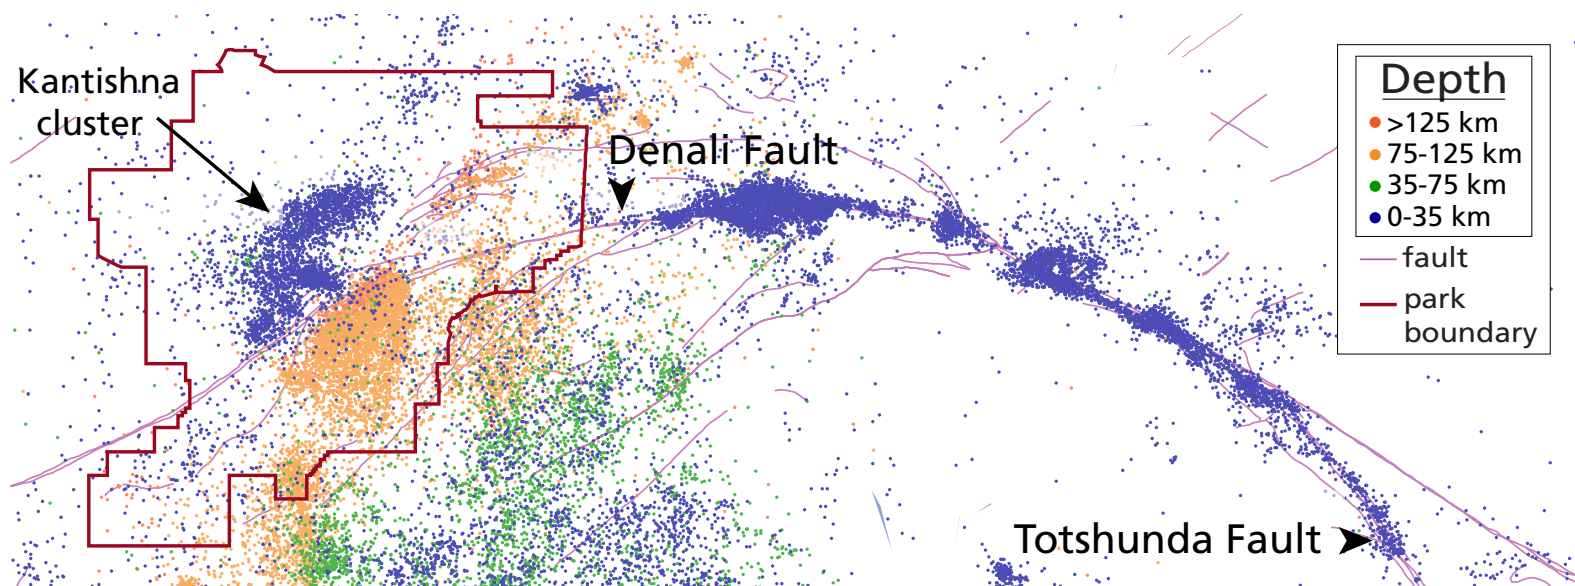 Kantishna
cluster
Denali Fault
Totshunda Fault
Depth
>125 km
75-125 km
35-75 km
0-35 km
fault
park
boundary